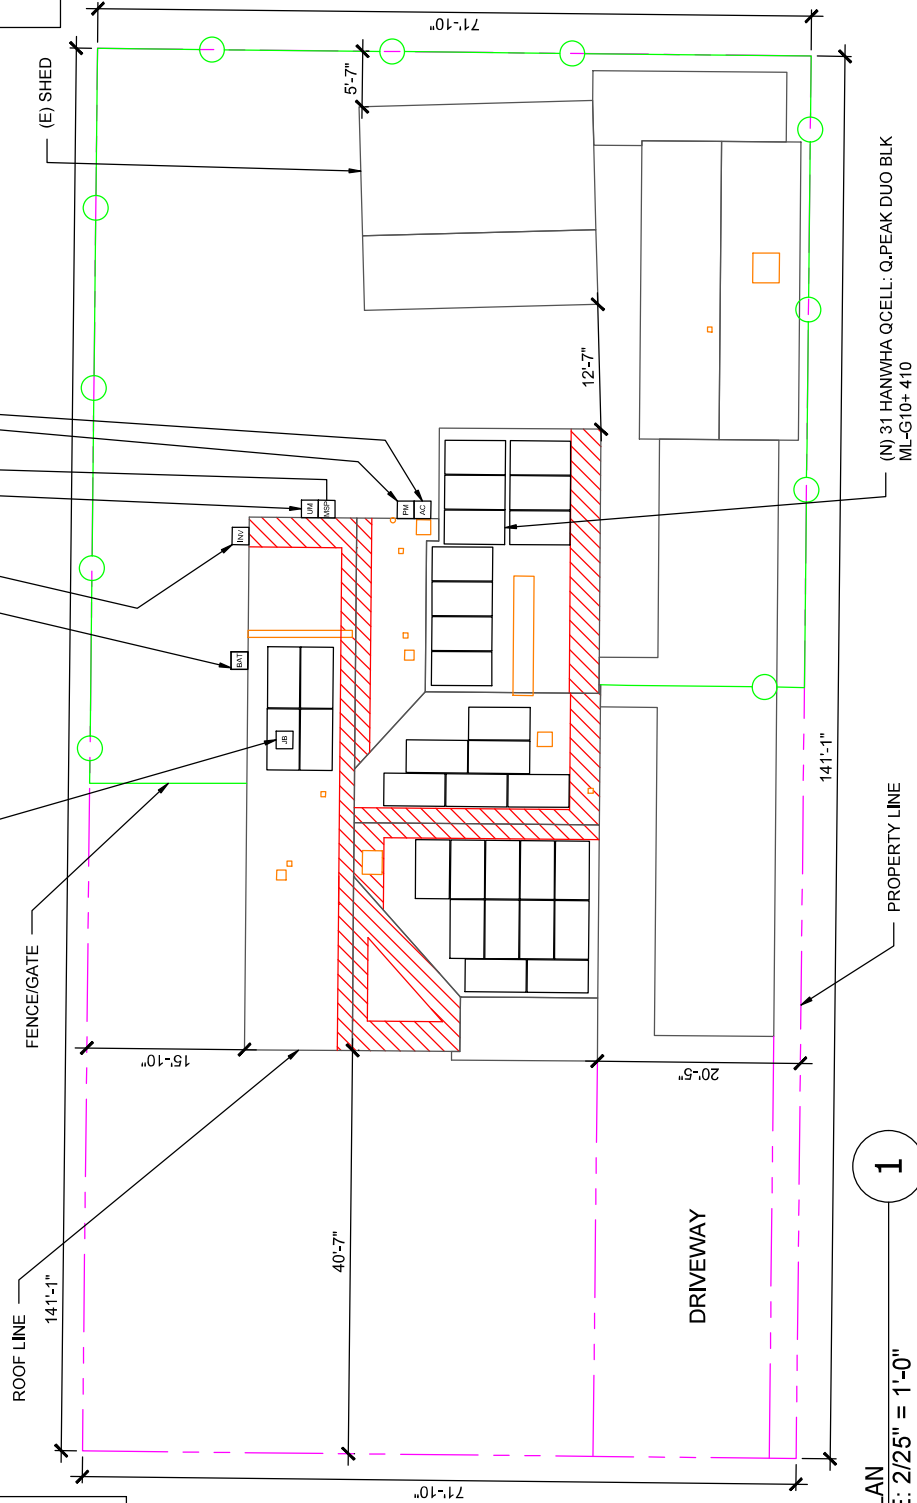 71'-10"
(E) SHED
5'-7"
12'-7"
(N) 31 HANWHA QCELL: Q.PEAK DUO BLK
ML-G10+ 410
UM
MSP
PM
AC
INV
BAT
JB
FENCE/GATE
141'-1"
PROPERTY LINE
15'-10"
20'-5"
ROOF LINE
141'-1"
40'-7"
DRIVEWAY
71'-10"
1
2/25" = 1'-0"